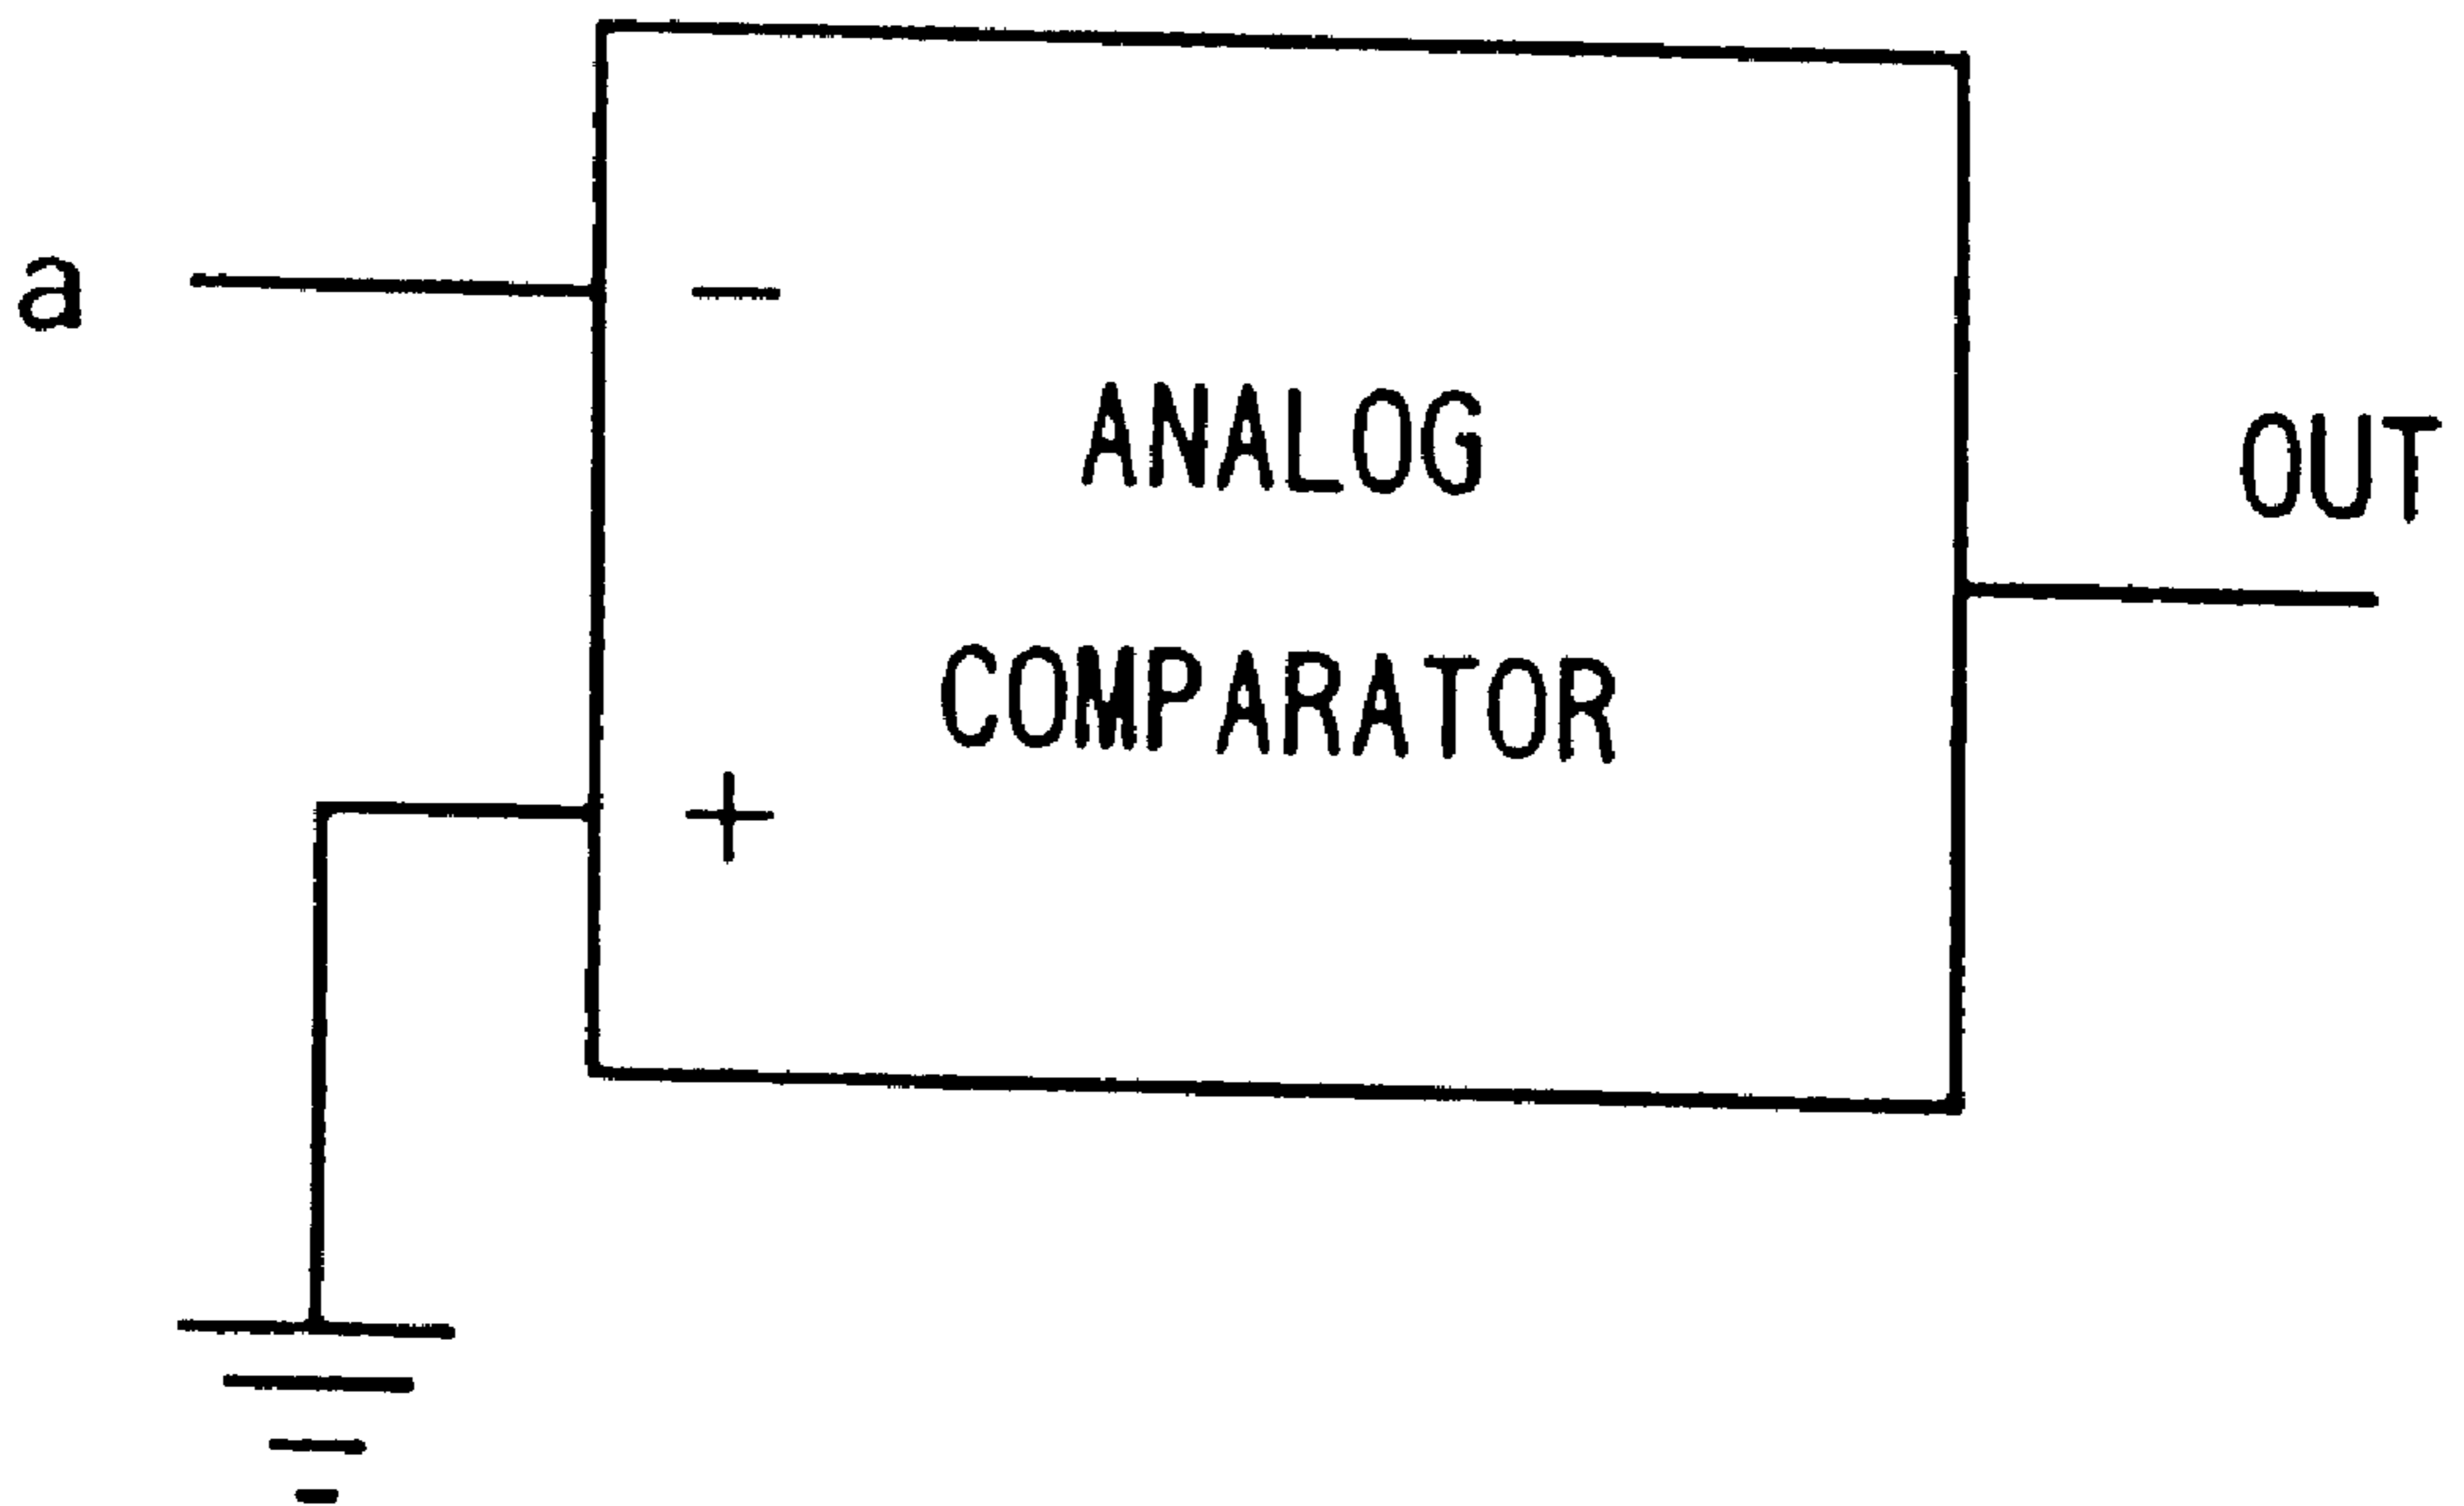 a
-
ANALOG
OUT
COMPARATOR
+